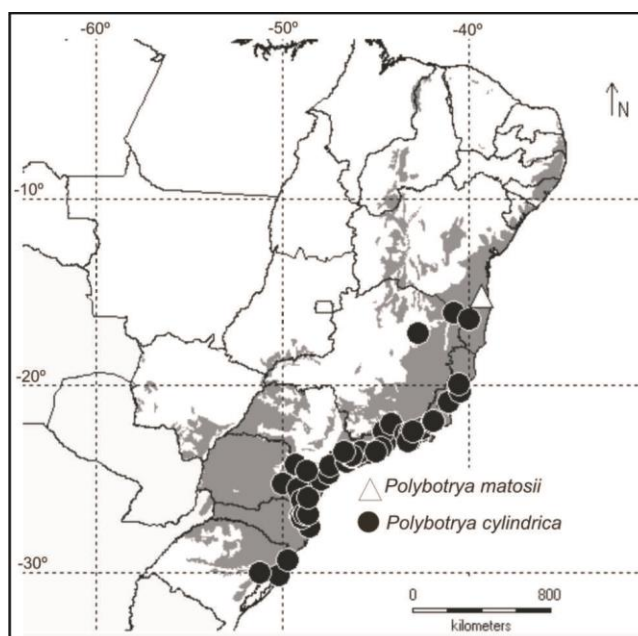 -60º -50º -40º
N
-10º
-20º
Polybotrya matosii
Polybotrya cylindrica
-30º
0 800
kilometers